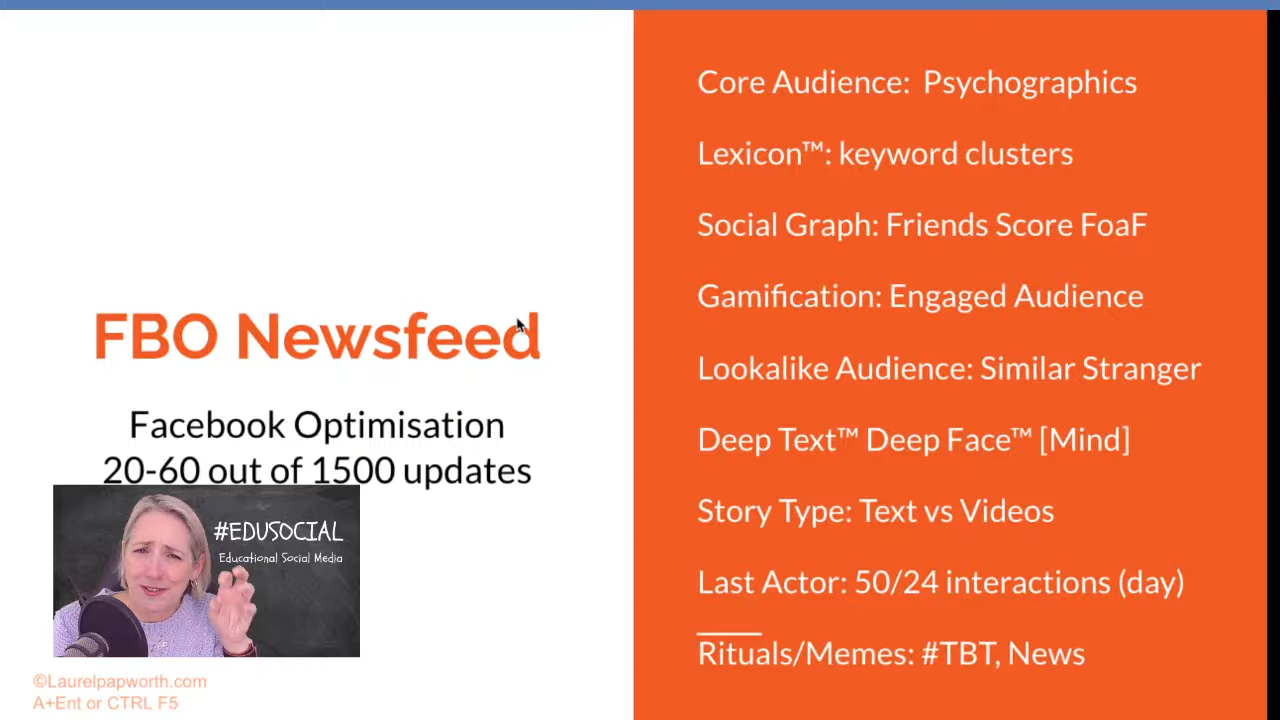 FBO Newsfeed
Facebook Optimisation
20-60 out of 1500 updates
#EDUSOCIAL
Educational Social Media
©Laurelpapworth.com
A+Ent or CTRL F5
Core Audience: Psychographics
Lexicon™: keyword clusters
Social Graph: Friends Score FoaF
Gamification: Engaged Audience
Lookalike Audience: Similar Stranger
Deep Text™ Deep Face™ [Mind]
Story Type: Text vs Videos
Last Actor: 50/24 interactions (day)
Rituals/Memes: #TBT, News